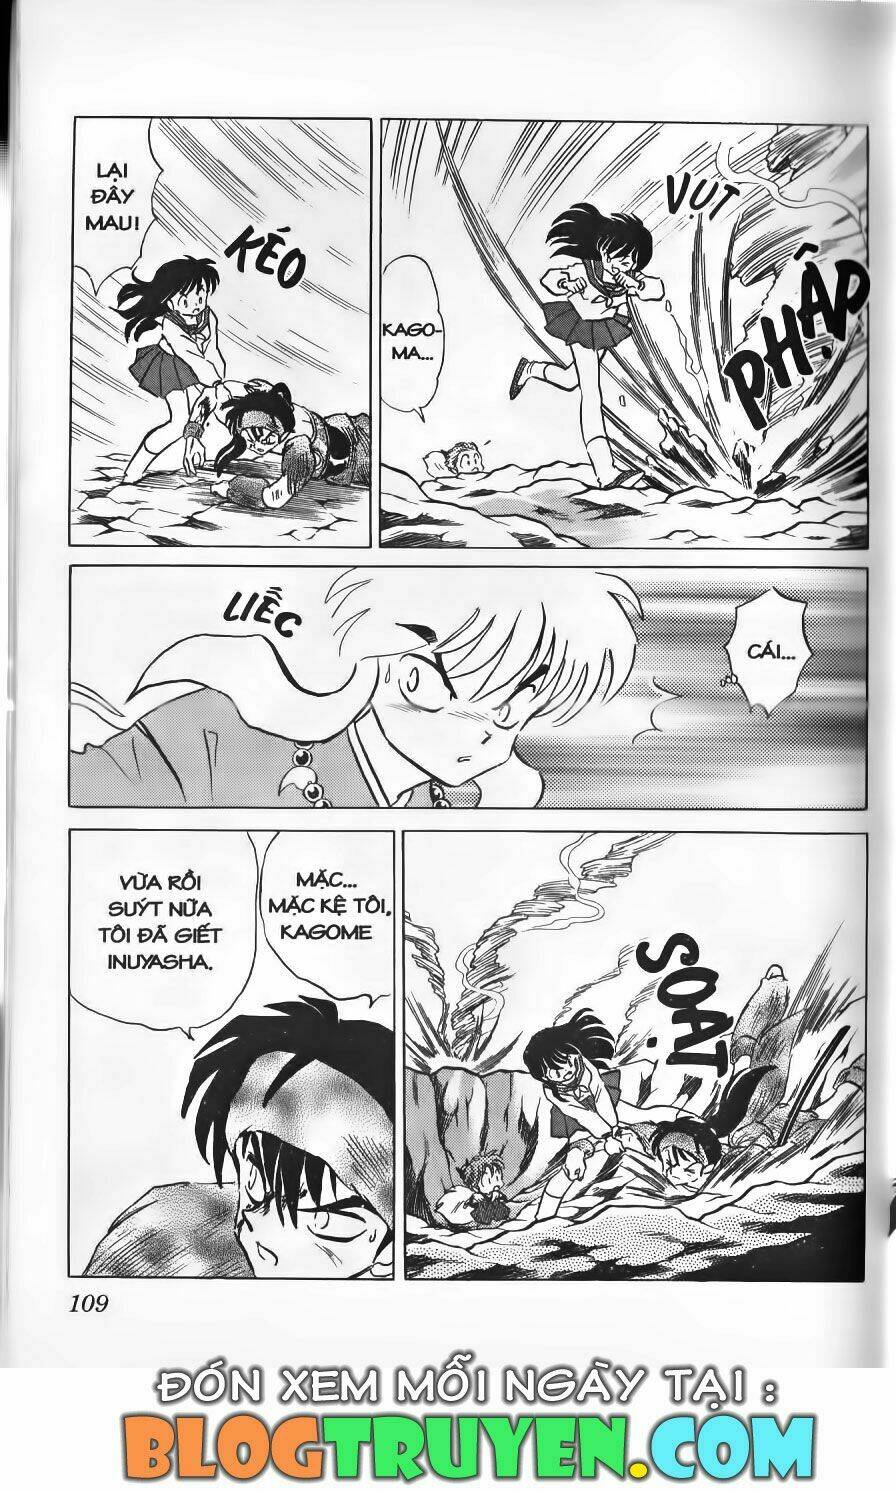 VỤT
PHẬP
KAGO-
MA...
LẠI
ĐÂY
MAU!
KÉO
CÁI...
LIỀC
SOẠT
MẶC...
MẶC KỆ TÔI,
KAGOME
VỪA RỒI
SUÝT NỮA
TÔI ĐÃ GIẾT
INUYASHA.
109
ĐÓN XEM MỖI NGÀY TẠI :
BLOGTRUYEN.COM